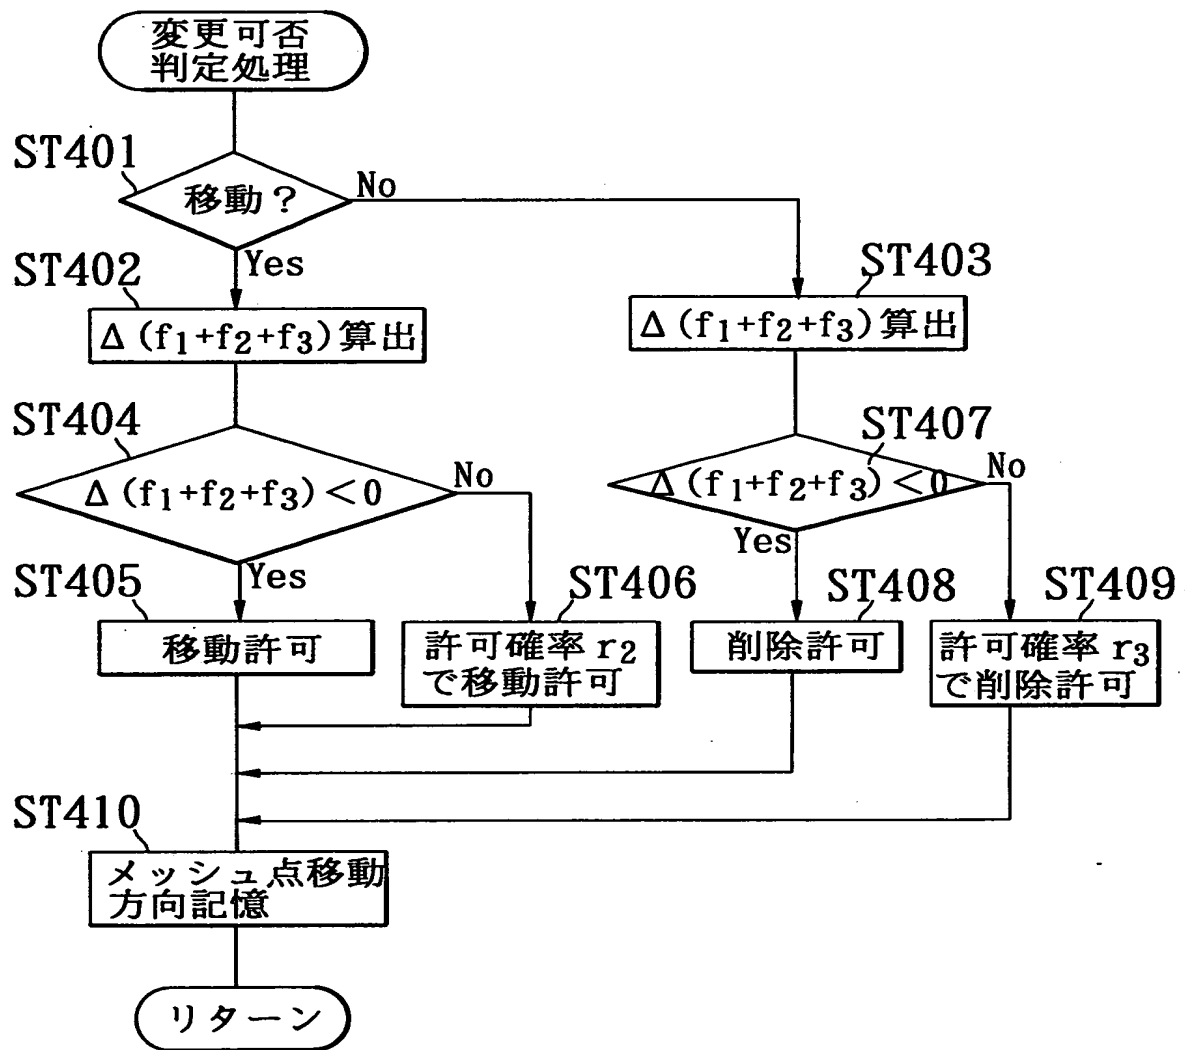 変更可否
判定処理
ST401
移動?
No
Yes
ST402
Δ(f1+f2+f3)算出
ST403
Δ(f1+f2+f3)算出
ST404
Δ(f1+f2+f3)<0
No
Yes
ST407
Δ(f1+f2+f3)<0
No
Yes
ST405
移動許可
ST406
許可確率r2
で移動許可
ST408
削除許可
ST409
許可確率r3
で削除許可
ST410
メッシュ点移動
方向記憶
リターン